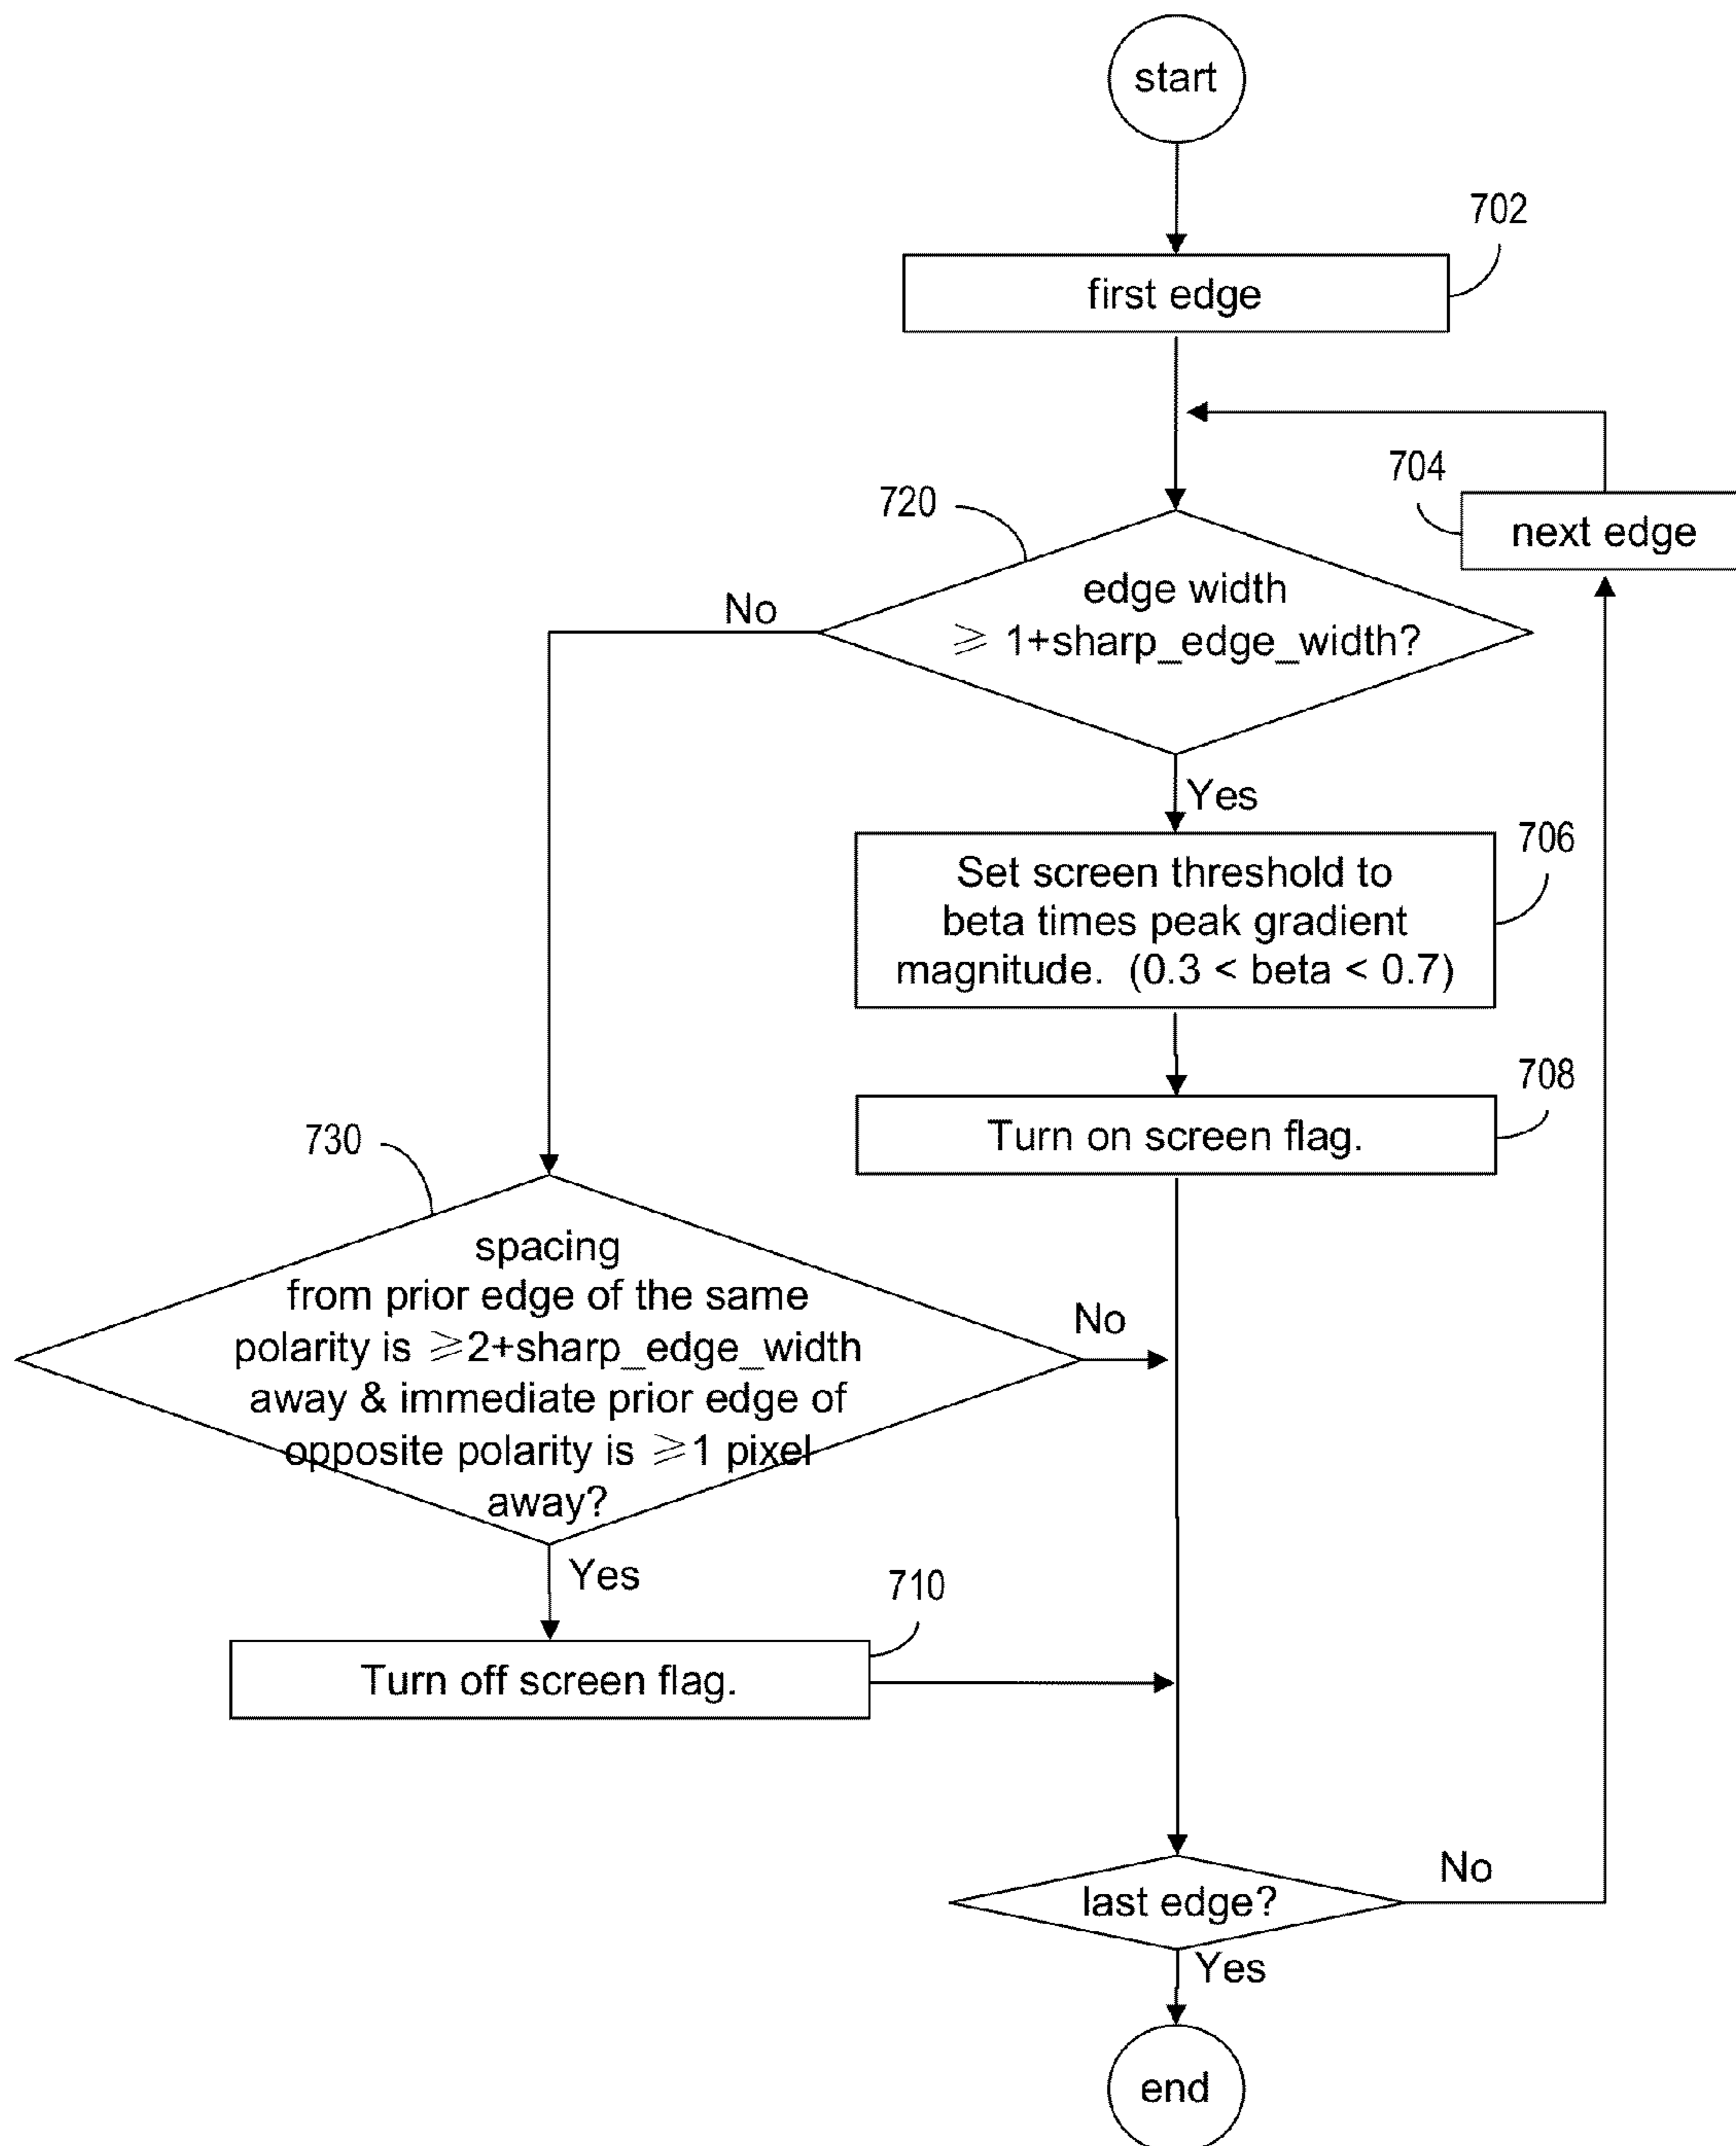 start
702
first edge
704
next edge
720
edge width
≥ 1+sharp_edge_width?
No
Yes
706
Set screen threshold to
beta times peak gradient
magnitude. (0.3 < beta < 0.7)
708
Turn on screen flag.
730
spacing
from prior edge of the same
polarity is ≥2+sharp_edge_width
away & immediate prior edge of
opposite polarity is ≥1 pixel
away?
No
Yes
710
Turn off screen flag.
last edge?
No
Yes
end